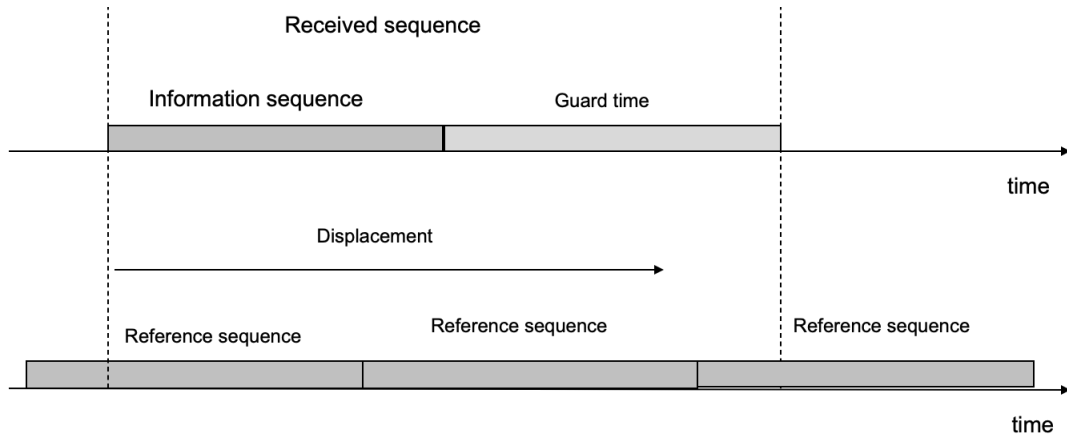 Received sequence
Information sequence
Guard time
time
Displacement
Reference sequence
Reference sequence
Reference sequence
time